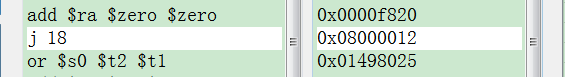 add $ra $zero $zero 0x0000f820
j 18 0x08000012
or $s0 $t2 $t1 0x01498025